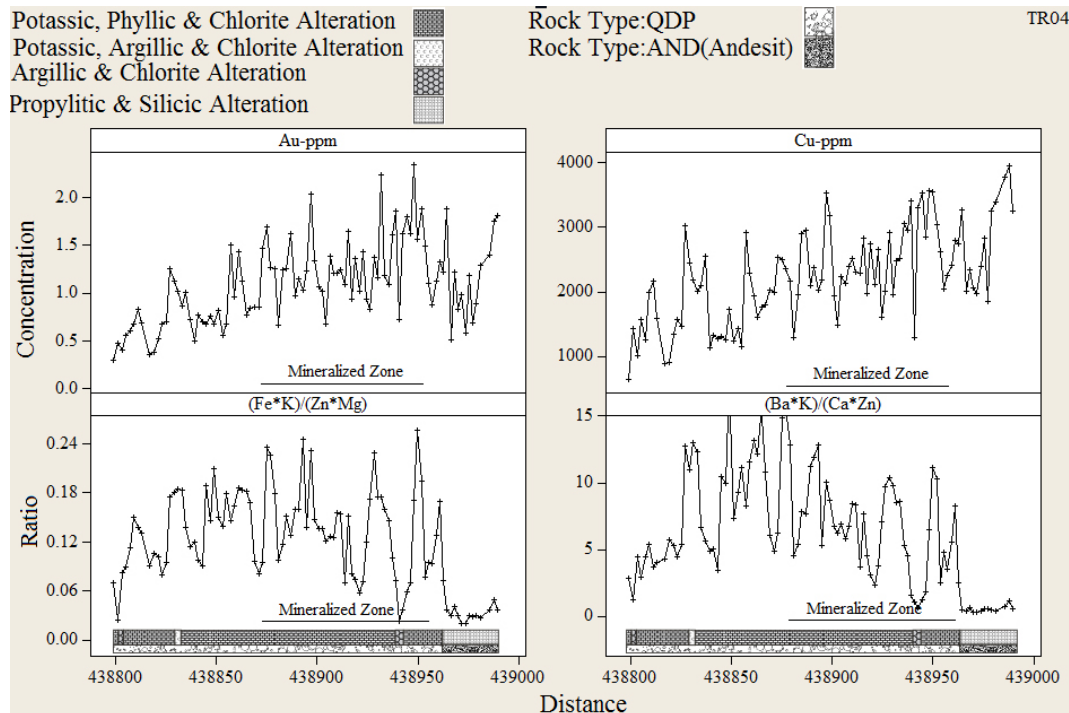 Potassic, Phyllic & Chlorite Alteration
Potassic, Argillic & Chlorite Alteration
Argillic & Chlorite Alteration
Propylitic & Silicic Alteration
Rock Type:QDP
Rock Type:AND(Andesit)
TR04
Au-ppm
Cu-ppm
Concentration
2.0
1.5
1.0
0.5
0.0
Mineralized Zone
4000
3000
2000
1000
Mineralized Zone
(Fe*K)/(Zn*Mg)
(Ba*K)/(Ca*Zn)
Ratio
0.24
0.18
0.12
0.06
0.00
Mineralized Zone
15
10
5
0
Mineralized Zone
438800 438850 438900 438950 439000
438800 438850 438900 438950 439000
Distance